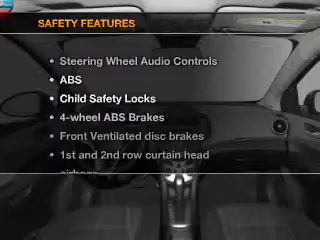 SAFETY FEATURES
• Steering Wheel Audio Controls
• ABS
• Child Safety Locks
• 4-wheel ABS Brakes
• Front Ventilated disc brakes
• 1st and 2nd row curtain head